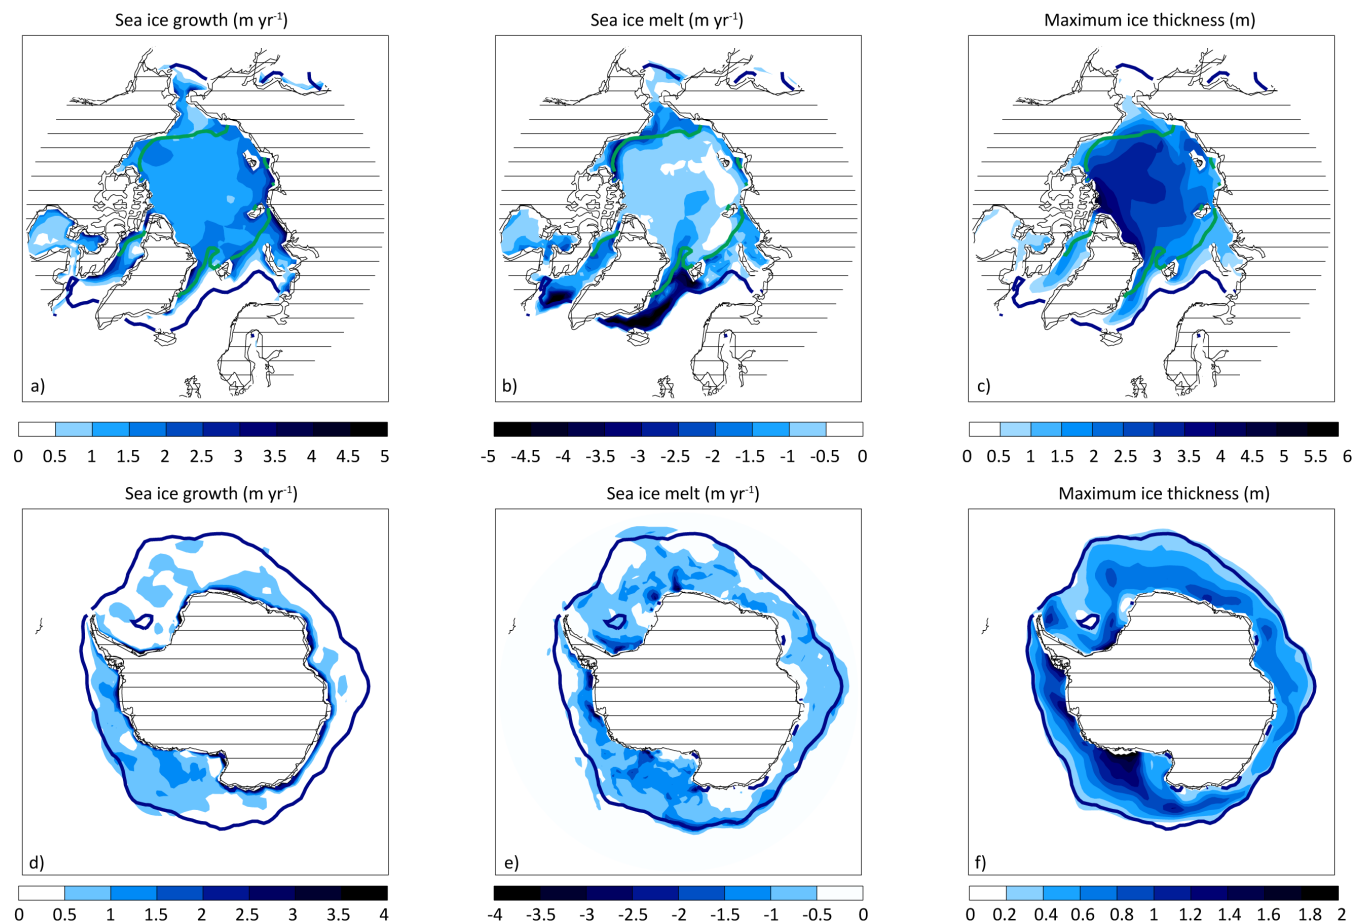 Sea ice growth (m yr-1) Sea ice melt (m yr-1) Maximum ice thickness (m)
a) b) c)
0 0.5 1 1.5 2 2.5 3 3.5 4 4.5 5
-5 -4.5 -4 -3.5 -3 -2.5 -2 -1.5 -1 -0.5 0
0 0.5 1 1.5 2 2.5 3 3.5 4 4.5 5 5.5 6
Sea ice growth (m yr-1) Sea ice melt (m yr-1) Maximum ice thickness (m)
d) e) f)
0 0.5 1 1.5 2 2.5 3 3.5 4
-4 -3.5 -3 -2.5 -2 -1.5 -1 -0.5 0
0 0.2 0.4 0.6 0.8 1 1.2 1.4 1.6 1.8 2